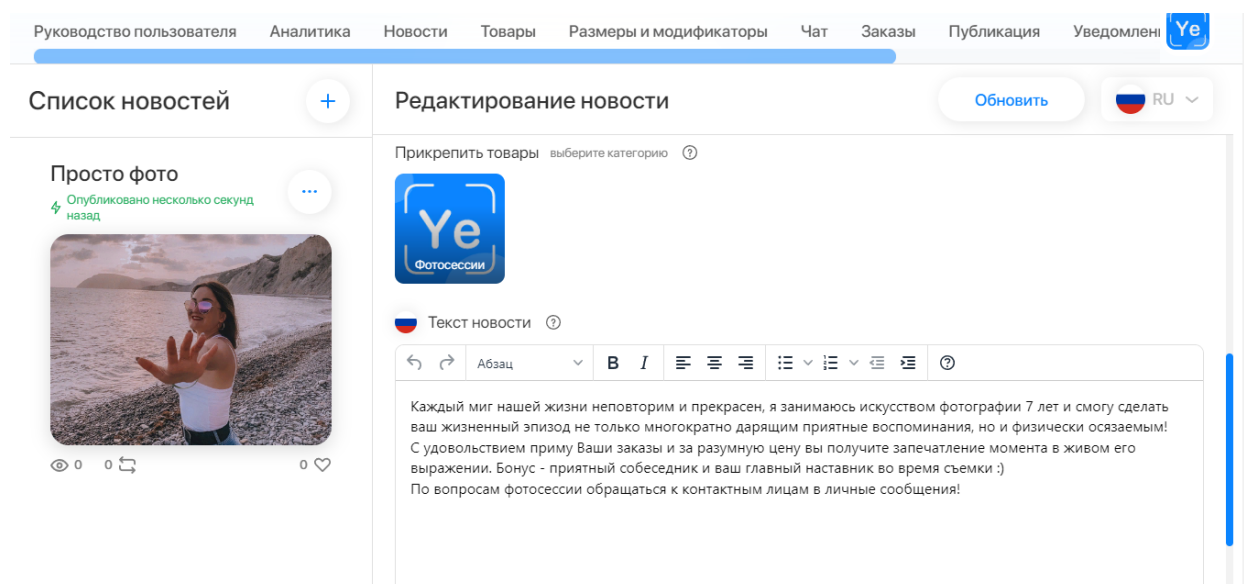 Руководство пользователя Аналитика Новости Товары Размеры и модификаторы Чат Заказы Публикация Уведомлен
Ye
Список новостей
+
Редактирование новости
Обновить
RU
Просто фото
Опубликовано несколько секунд
назад
...
0 0 0
Прикрепить товары выберите категорию ?
Ye
Фотосессии
Текст новости ?
Абзац B I ?
Каждый миг нашей жизни неповторим и прекрасен, я занимаюсь искусством фотографии 7 лет и смогу сделать
ваш жизненный эпизод не только многократно дарящим приятные воспоминания, но и физически осязаемым!
С удовольствием приму Ваши заказы и за разумную цену вы получите запечатление момента в живом его
выражении. Бонус - приятный собеседник и ваш главный наставник во время съемки :)
По вопросам фотосессии обращаться к контактным лицам в личные сообщения!